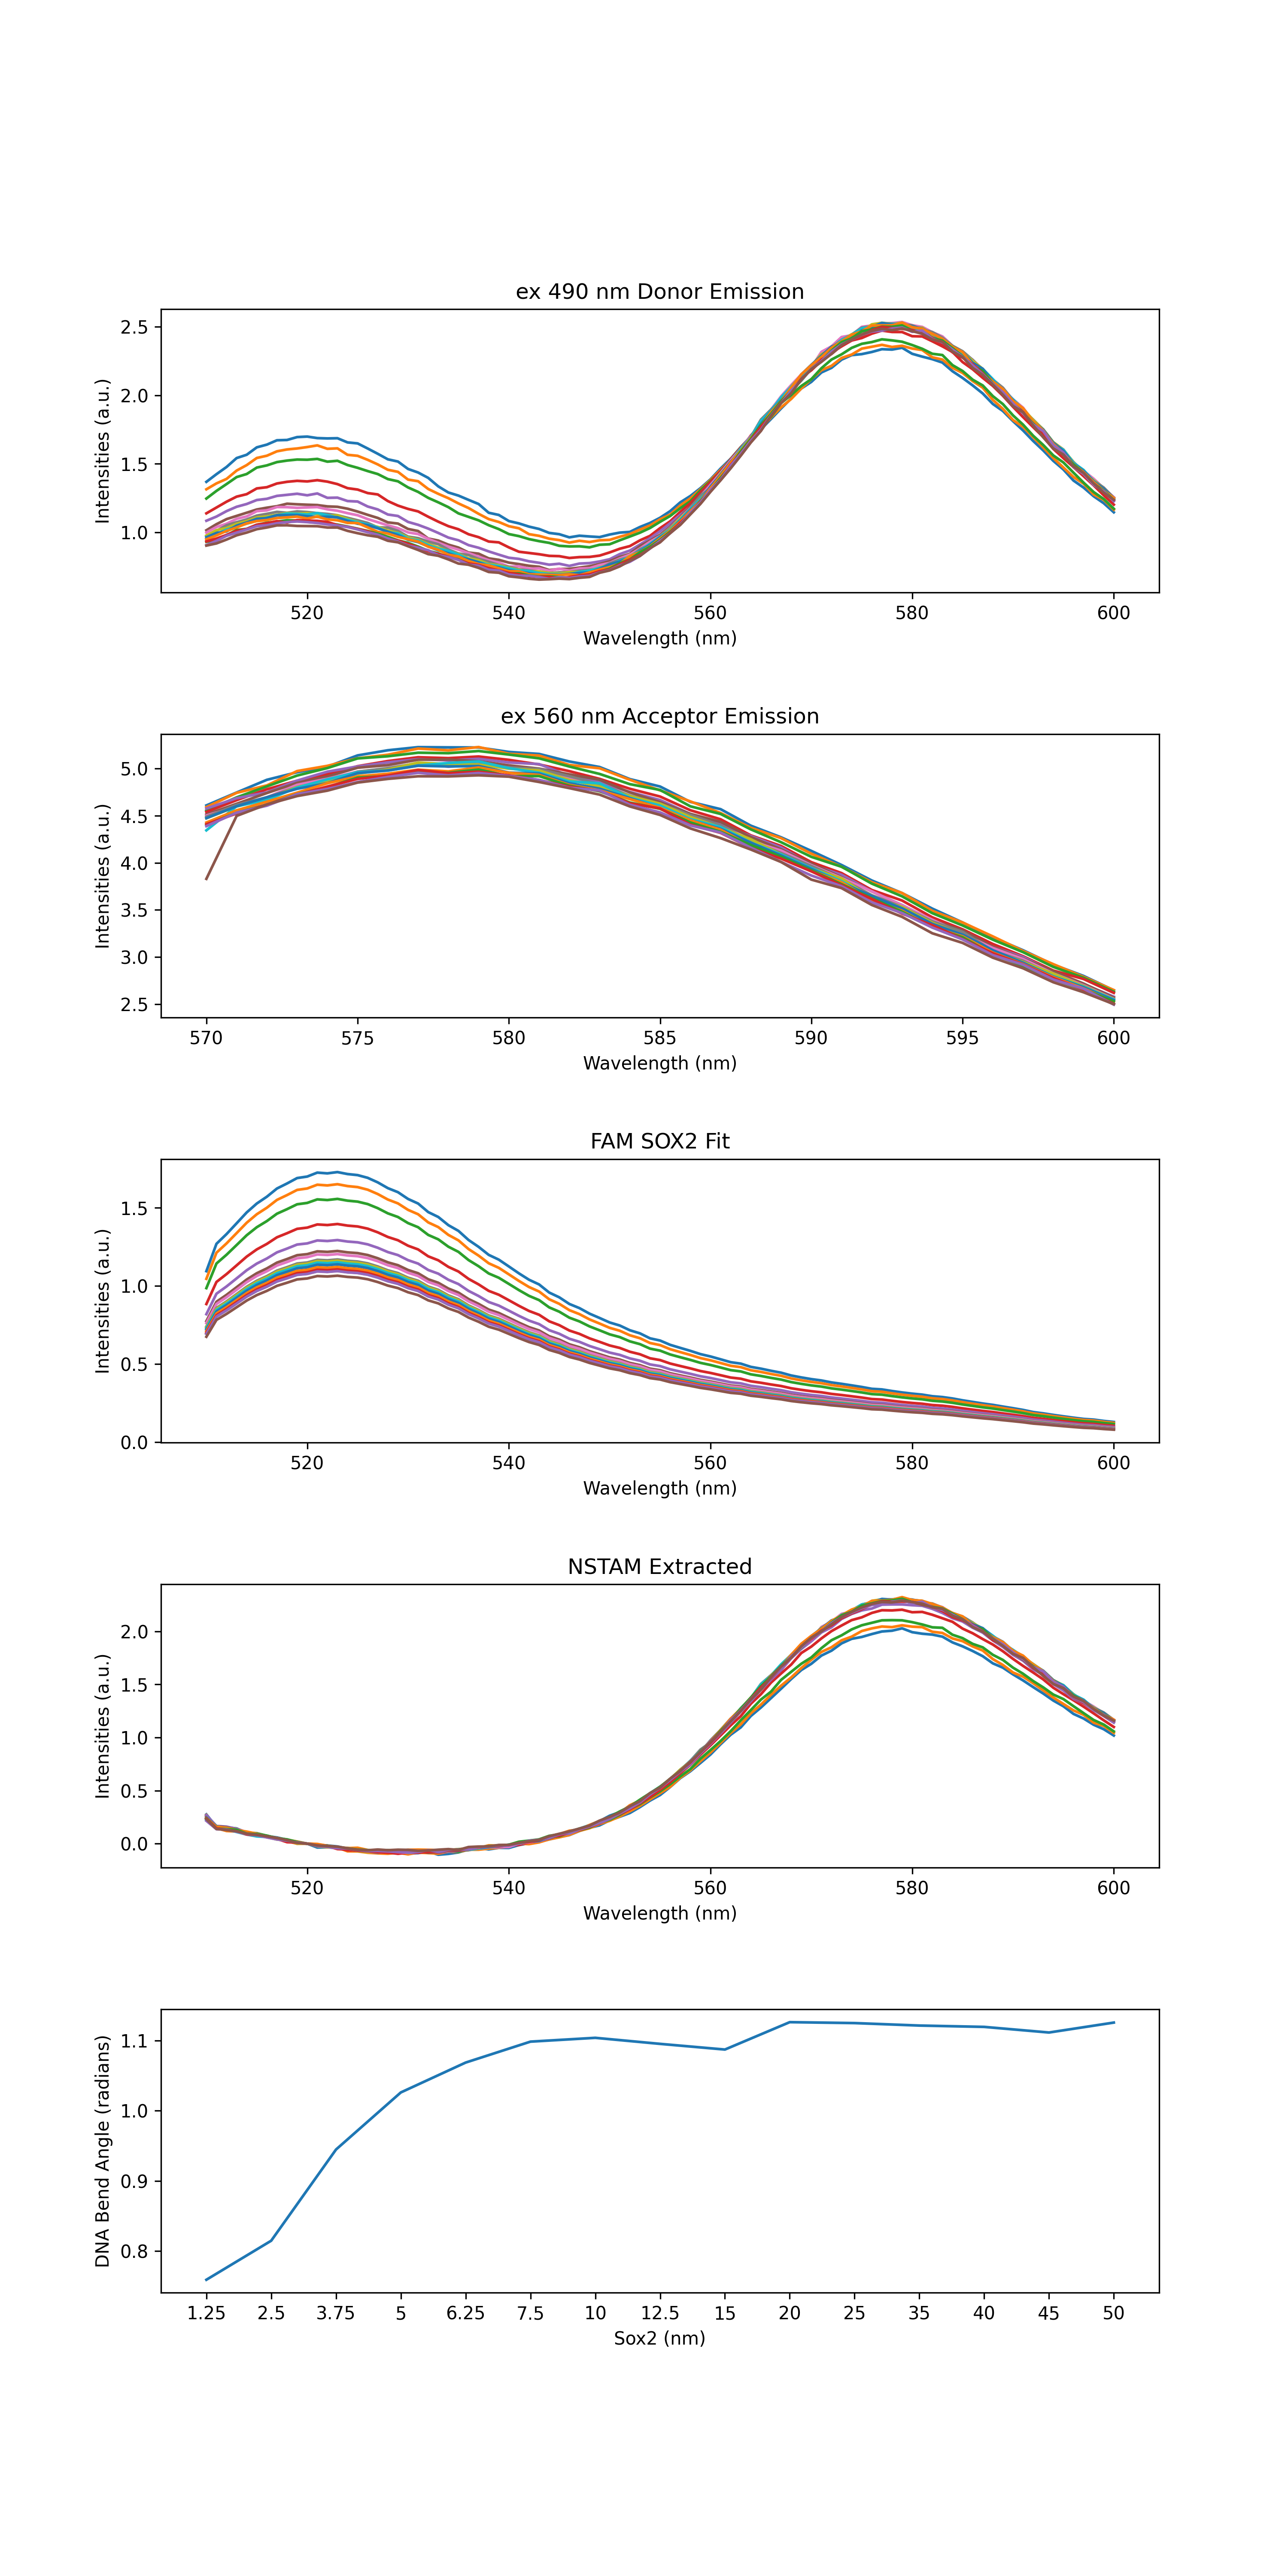 ex 490 nm Donor Emission
2.5
2.0
1.5
1.0
Intensities (a.u.)
520 540 560 580 600
Wavelength (nm)
ex 560 nm Acceptor Emission
5.0
4.5
4.0
3.5
3.0
2.5
Intensities (a.u.)
570 575 580 585 590 595 600
Wavelength (nm)
FAM SOX2 Fit
1.5
1.0
0.5
0.0
Intensities (a.u.)
520 540 560 580 600
Wavelength (nm)
NSTAM Extracted
2.0
1.5
1.0
0.5
0.0
Intensities (a.u.)
520 540 560 580 600
Wavelength (nm)
1.1
1.0
0.9
0.8
DNA Bend Angle (radians)
1.25 2.5 3.75 5 6.25 7.5 10 12.5 15 20 25 35 40 45 50
Sox2 (nm)